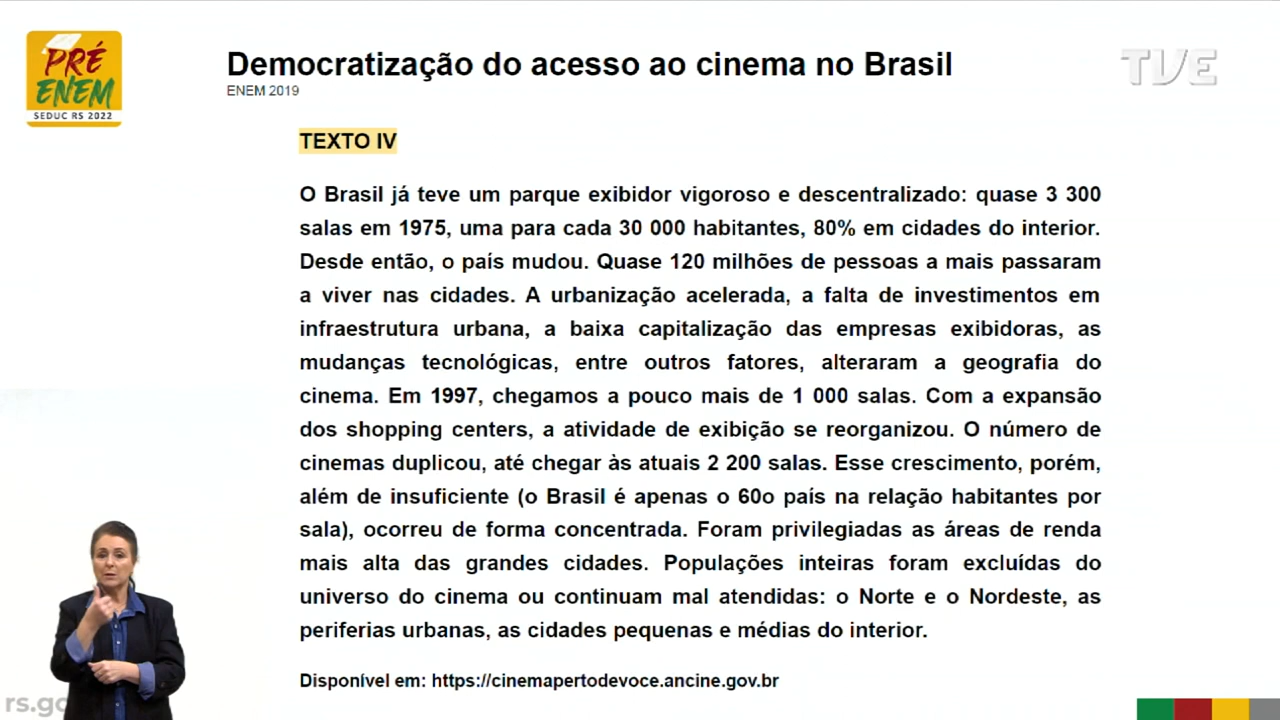 PRÉ
ENEM
SEDUC RS 2022
Democratização do acesso ao cinema no Brasil
ENEM 2019
TVE
TEXTO IV
O Brasil já teve um parque exibidor vigoroso e descentralizado: quase 3 300
salas em 1975, uma para cada 30 000 habitantes, 80% em cidades do interior.
Desde então, o país mudou. Quase 120 milhões de pessoas a mais passaram
a viver nas cidades. A urbanização acelerada, a falta de investimentos em
infraestrutura urbana, a baixa capitalização das empresas exibidoras, as
mudanças tecnológicas, entre outros fatores, alteraram a geografia do
cinema. Em 1997, chegamos a pouco mais de 1 000 salas. Com a expansão
dos shopping centers, a atividade de exibição se reorganizou. O número de
cinemas duplicou, até chegar às atuais 2 200 salas. Esse crescimento, porém,
além de insuficiente (o Brasil é apenas o 60o país na relação habitantes por
sala), ocorreu de forma concentrada. Foram privilegiadas as áreas de renda
mais alta das grandes cidades. Populações inteiras foram excluídas do
universo do cinema ou continuam mal atendidas: o Norte e o Nordeste, as
periferias urbanas, as cidades pequenas e médias do interior.
Disponível em: https://cinemapertodevoce.ancine.gov.br